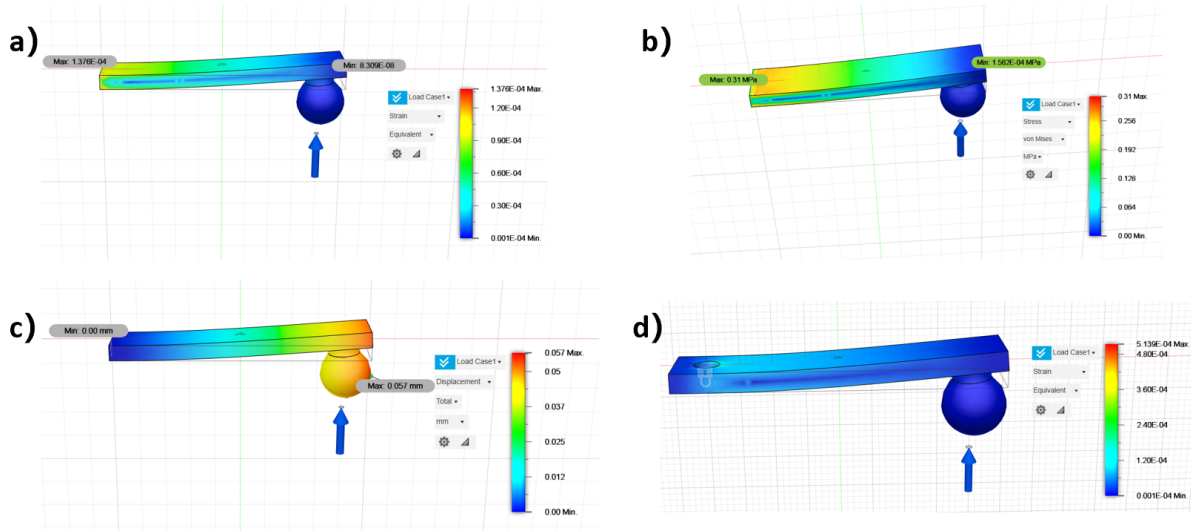 a)
Max: 1.376E-04
Min: 8.309E-08
Load Case1
Strain
Equivalent
1.376E-04 Max.
1.20E-04
0.90E-04
0.60E-04
0.30E-04
0.001E-04 Min.
b)
Max: 0.31 MPa
Min: 1.562E-04 MPa
Load Case1
Stress
von Mises
MPa
0.31 Max.
0.256
0.192
0.128
0.064
0.00 Min.
c)
Min: 0.00 mm
Max: 0.057 mm
Load Case1
Displacement
Total
mm
0.057 Max.
0.05
0.037
0.025
0.012
0.00 Min.
d)
Load Case1
Strain
Equivalent
5.139E-04 Max.
4.80E-04
3.60E-04
2.40E-04
1.20E-04
0.001E-04 Min.